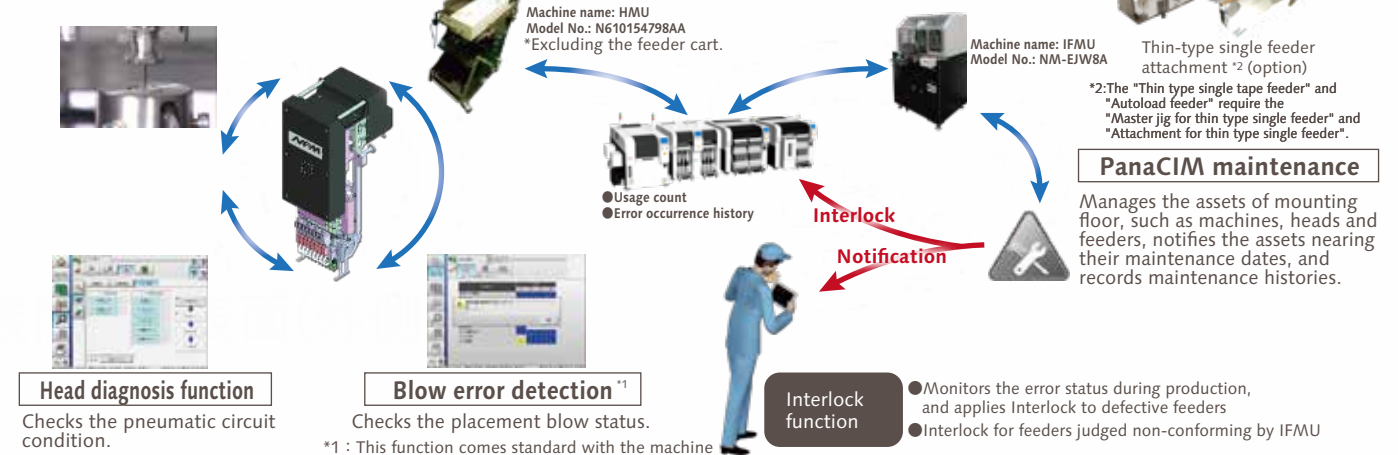 Machine name: HMU
Model No.: N610154798AA
*Excluding the feeder cart.
Machine name: IFMU
Model No.: NM-EJW8A
Thin-type single feeder
attachment *2 (option)
*2:The "Thin type single tape feeder" and
"Autoload feeder" require the
"Master jig for thin type single feeder" and
"Attachment for thin type single feeder".
●Usage count
●Error occurrence history
Interlock
Notification
PanaCIM maintenance
Manages the assets of mounting
floor, such as machines, heads and
feeders, notifies the assets nearing
their maintenance dates, and
records maintenance histories.
Head diagnosis function
Checks the pneumatic circuit
condition.
Blow error detection *1
Checks the placement blow status.
*1 : This function comes standard with the machine
Interlock
function
●Monitors the error status during production,
and applies Interlock to defective feeders
●Interlock for feeders judged non-conforming by IFMU